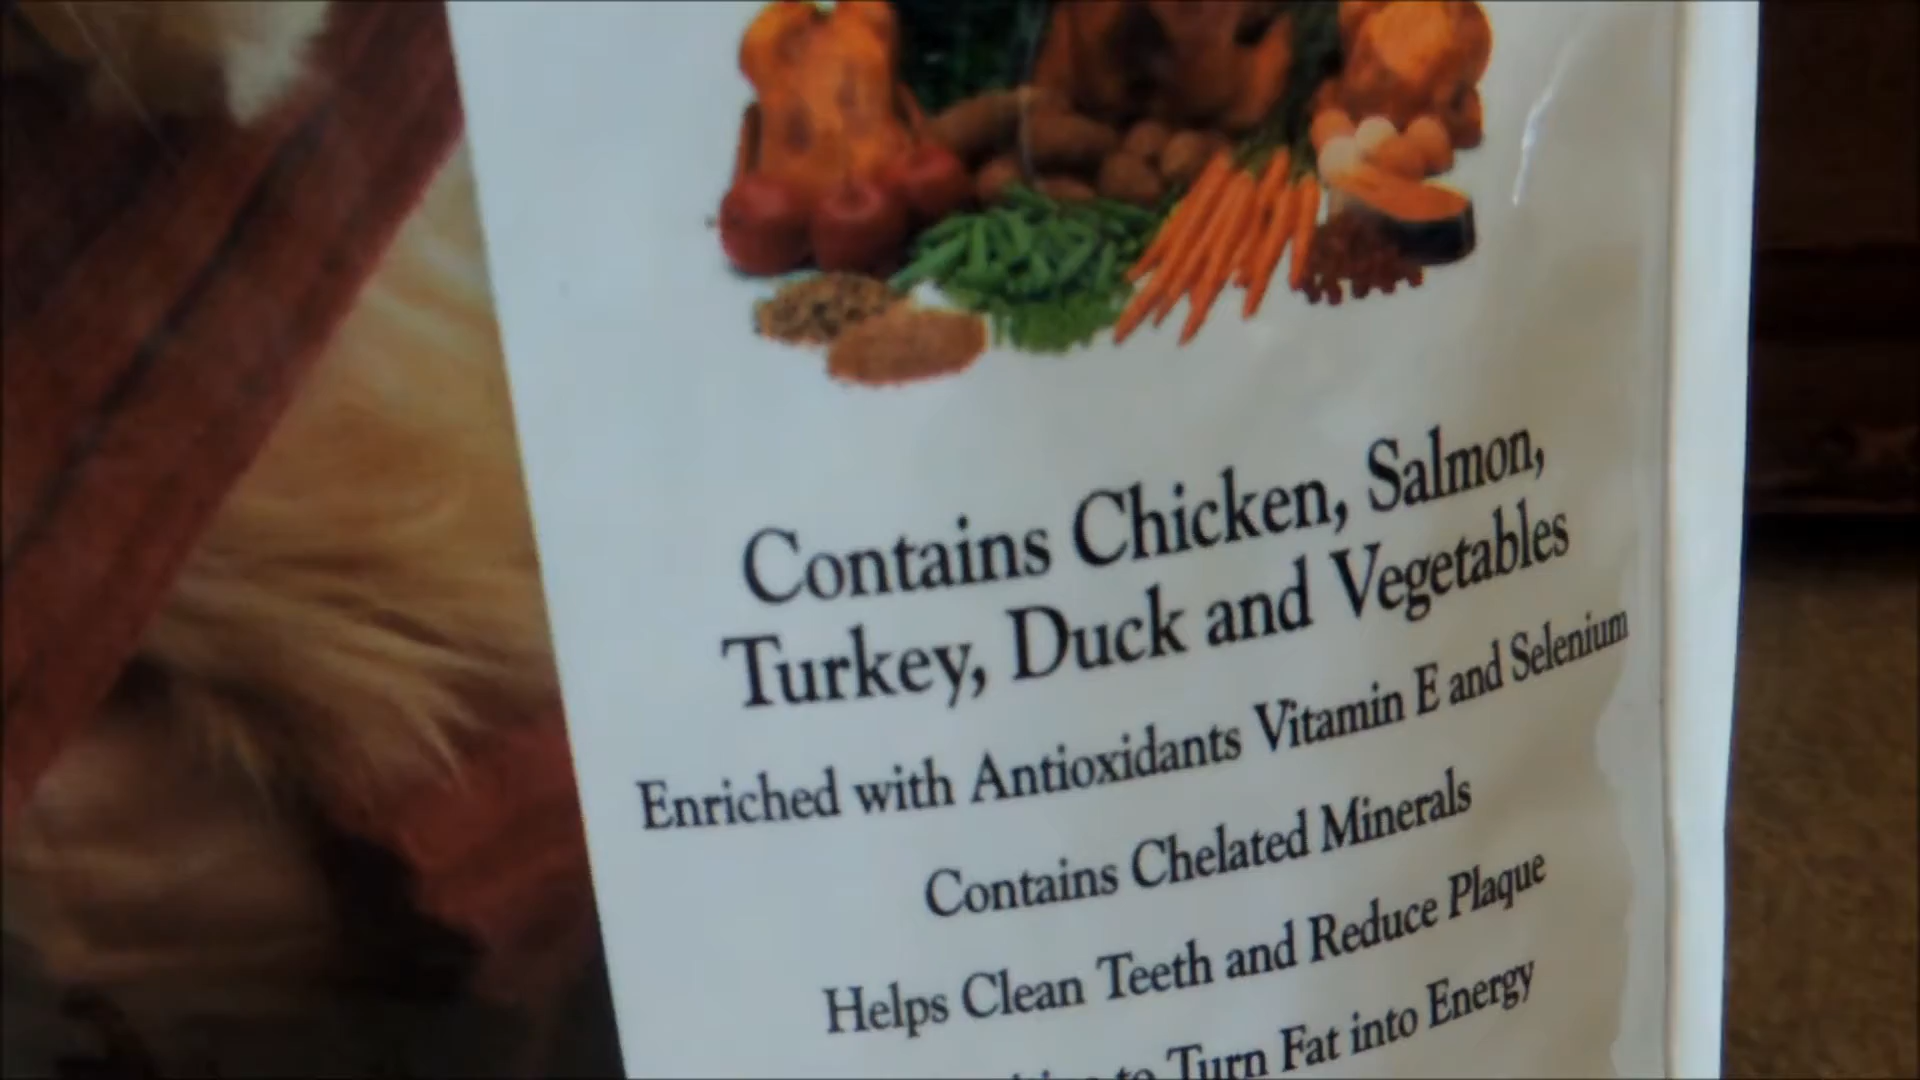 Contains Chicken, Salmon,
Turkey, Duck and Vegetables
Enriched with Antioxidants Vitamin E and Selenium
Contains Chelated Minerals
Helps Clean Teeth and Reduce Plaque
to Turn Fat into Energy